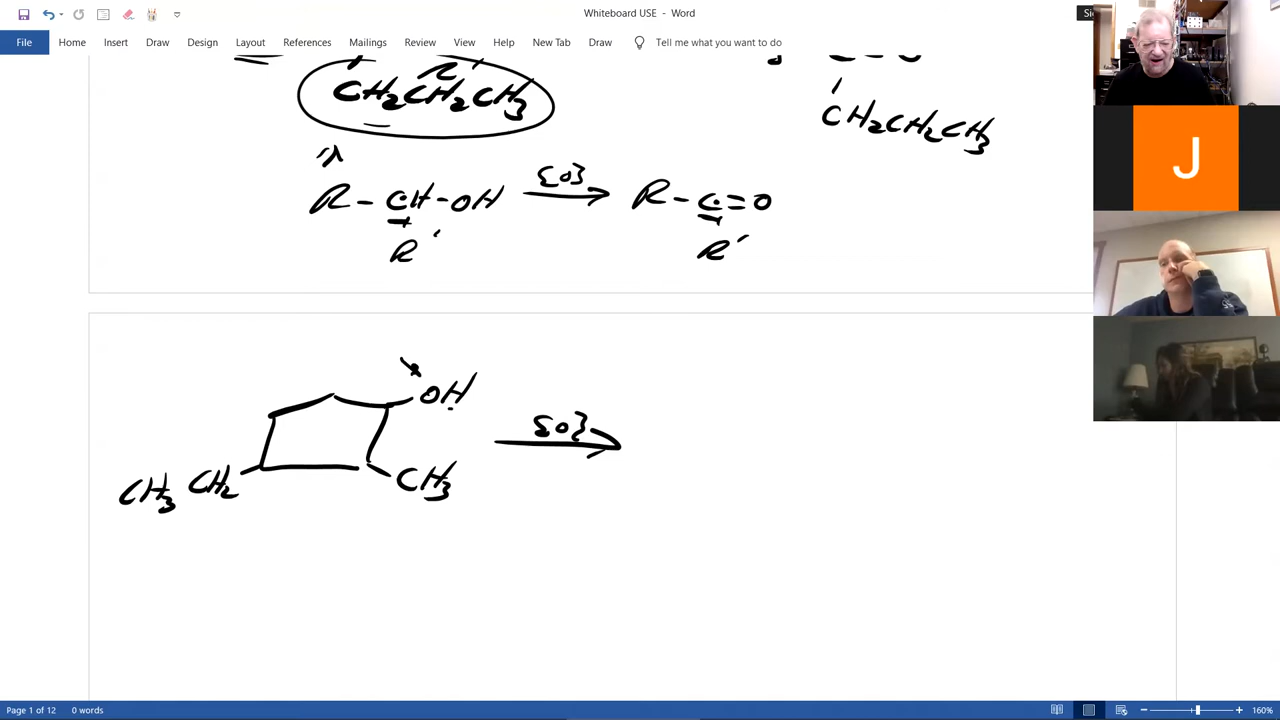 Whiteboard USE - Word
Si
File Home Insert Draw Design Layout References Mailings Review View Help New Tab Draw Tell me what you want to do
CH2CH2CH3
CH2CH2CH3
R - CH - OH {O} R - C = O
R' R'
OH
{O}
CH3 CH2 CH3
J
Page 1 of 12 0 words 160%